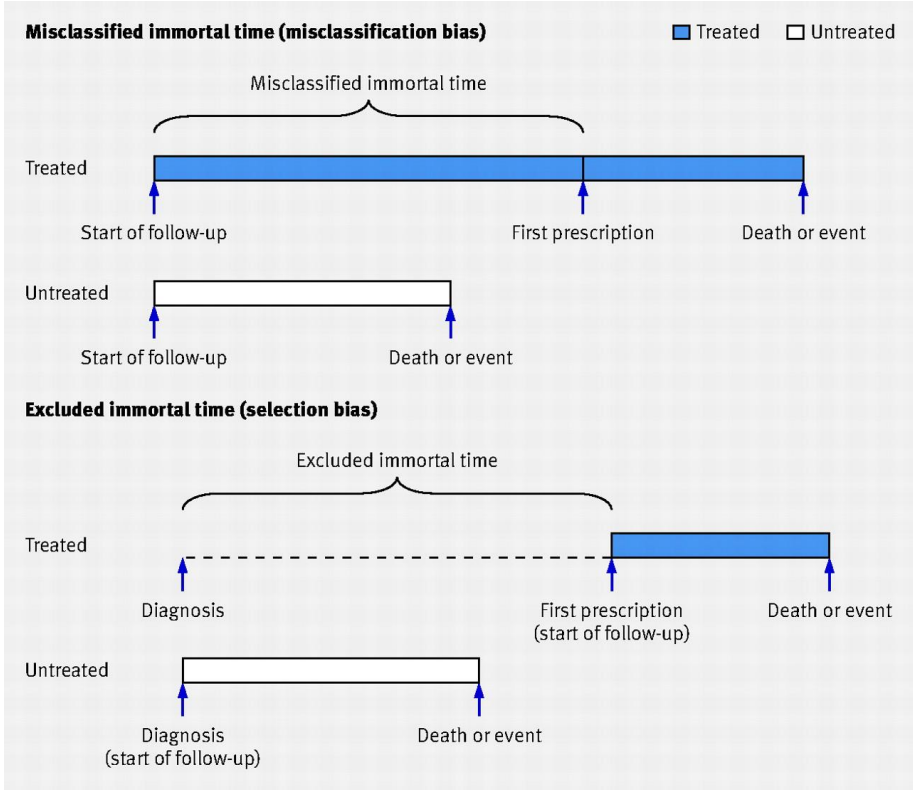 Misclassified immortal time (misclassification bias)
Treated
Untreated
Misclassified immortal time
Treated
Start of follow-up
First prescription
Death or event
Untreated
Start of follow-up
Death or event
Excluded immortal time (selection bias)
Excluded immortal time
Treated
Diagnosis
First prescription
(start of follow-up)
Death or event
Untreated
Diagnosis
(start of follow-up)
Death or event